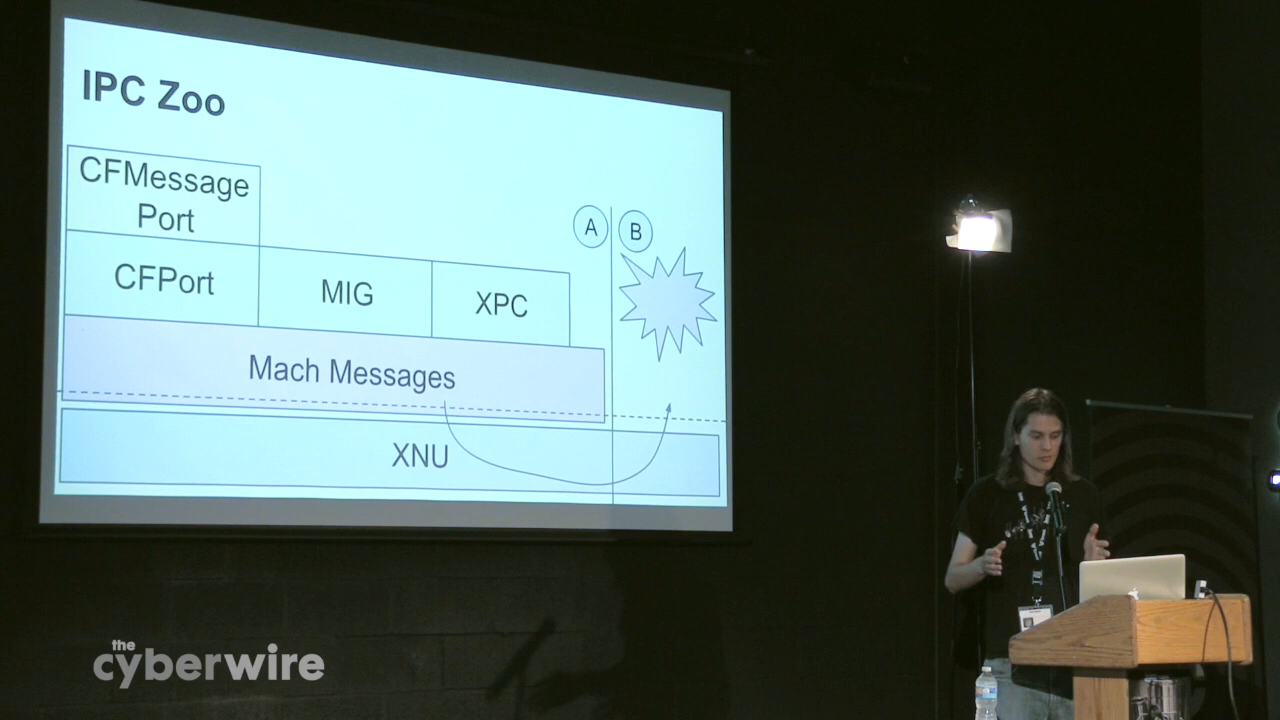 IPC Zoo
CFMessage
Port
CFPort
MIG
XPC
A
B
Mach Messages
XNU
the
cyberwire